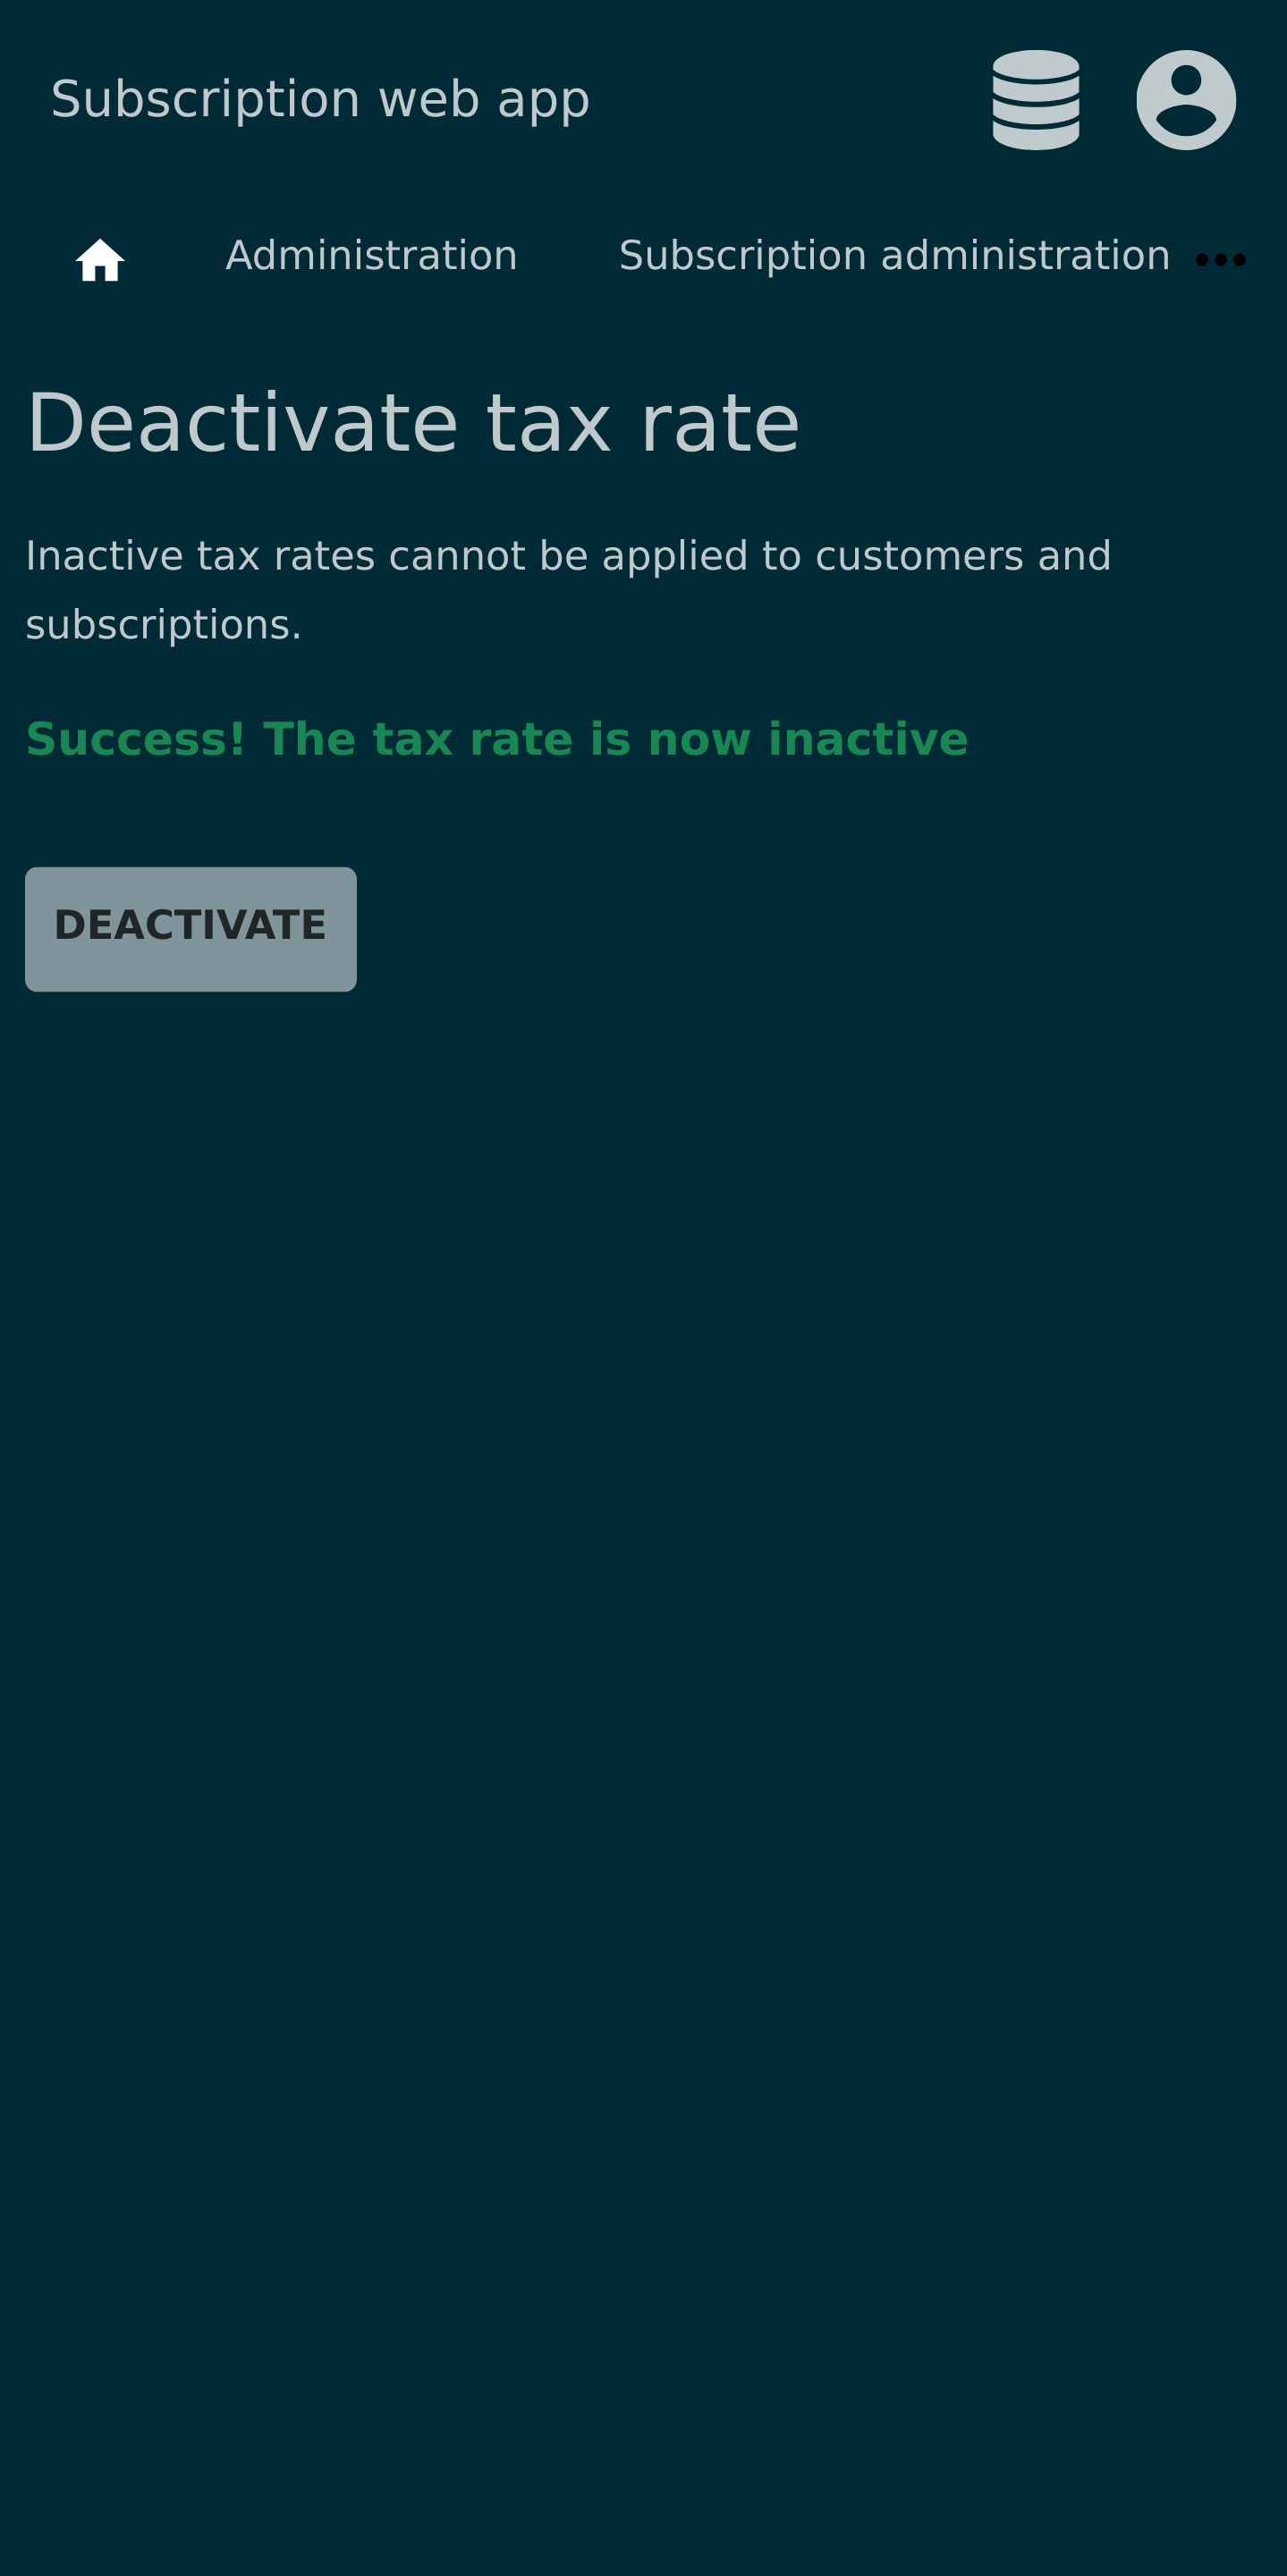 Subscription web app
Administration Subscription administration
Deactivate tax rate
Inactive tax rates cannot be applied to customers and
subscriptions.
Success! The tax rate is now inactive
DEACTIVATE